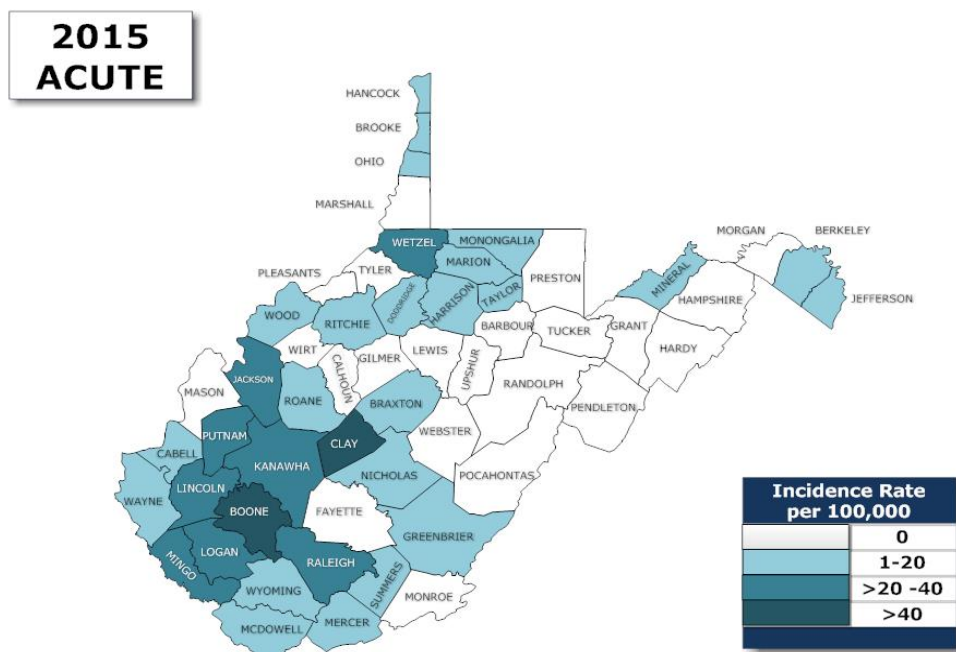 2015
ACUTE
HANCOCK
BROOKE
OHIO
MARSHALL
WETZEL
MONONGALIA
MORGAN
BERKELEY
MARION
PLEASANTS
TYLER
PRESTON
MINERAL
HAMPSHIRE
JEFFERSON
WOOD
RITCHIE
DODDRIDGE
HARRISON
TAYLOR
BARBOUR
TUCKER
GRANT
HARDY
WIRT
CALHOUN
GILMER
LEWIS
UPSHUR
RANDOLPH
MASON
JACKSON
ROANE
BRAXTON
PENDLETON
PUTNAM
CLAY
WEBSTER
CABELL
KANAWHA
NICHOLAS
POCAHONTAS
WAYNE
LINCOLN
BOONE
FAYETTE
GREENBRIER
MINGO
LOGAN
RALEIGH
SUMMERS
WYOMING
MONROE
MCDOWELL
MERCER
Incidence Rate
per 100,000
0
1-20
>20 -40
>40